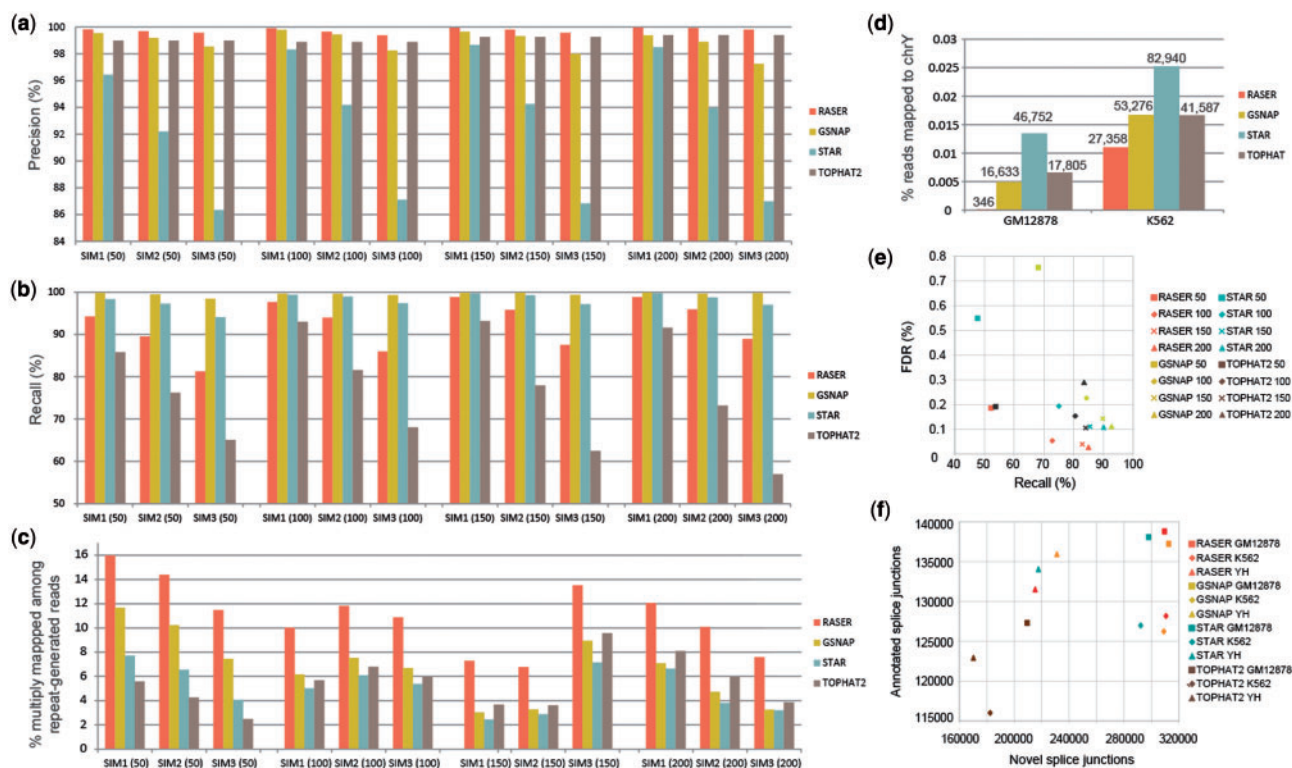 (a)
Precision (%)
100
98
96
94
92
90
88
86
84
SIM1 (50) SIM2 (50) SIM3 (50) SIM1 (100) SIM2 (100) SIM3 (100) SIM1 (150) SIM2 (150) SIM3 (150) SIM1 (200) SIM2 (200) SIM3 (200)
RASER
GSNAP
STAR
TOPHAT2
(b)
Recall (%)
100
90
80
70
60
50
SIM1 (50) SIM2 (50) SIM3 (50) SIM1 (100) SIM2 (100) SIM3 (100) SIM1 (150) SIM2 (150) SIM3 (150) SIM1 (200) SIM2 (200) SIM3 (200)
RASER
GSNAP
STAR
TOPHAT2
(c)
% multiply mappped among
repeat-generated reads
16
14
12
10
8
6
4
2
0
SIM1 (50) SIM2 (50) SIM3 (50) SIM1 (100) SIM2 (100) SIM3 (100) SIM1 (150) SIM2 (150) SIM3 (150) SIM1 (200) SIM2 (200) SIM3 (200)
RASER
GSNAP
STAR
TOPHAT2
(d)
% reads mapped to chrY
0.03
0.025
0.02
0.015
0.01
0.005
0
346
16,633
46,752
17,805
27,358
53,276
82,940
41,587
GM12878 K562
RASER
GSNAP
STAR
TOPHAT
(e)
FDR (%)
0.8
0.7
0.6
0.5
0.4
0.3
0.2
0.1
0
40 50 60 70 80 90 100
Recall (%)
RASER 50 STAR 50
RASER 100 STAR 100
RASER 150 STAR 150
RASER 200 STAR 200
GSNAP 50 TOPHAT2 50
GSNAP 100 TOPHAT2 100
GSNAP 150 TOPHAT2 150
GSNAP 200 TOPHAT2 200
(f)
Annotated splice junctions
140000
135000
130000
125000
120000
115000
160000 200000 240000 280000 320000
Novel splice junctions
RASER GM12878
RASER K562
RASER YH
GSNAP GM12878
GSNAP K562
GSNAP YH
STAR GM12878
STAR K562
STAR YH
TOPHAT2 GM12878
TOPHAT2 K562
TOPHAT2 YH